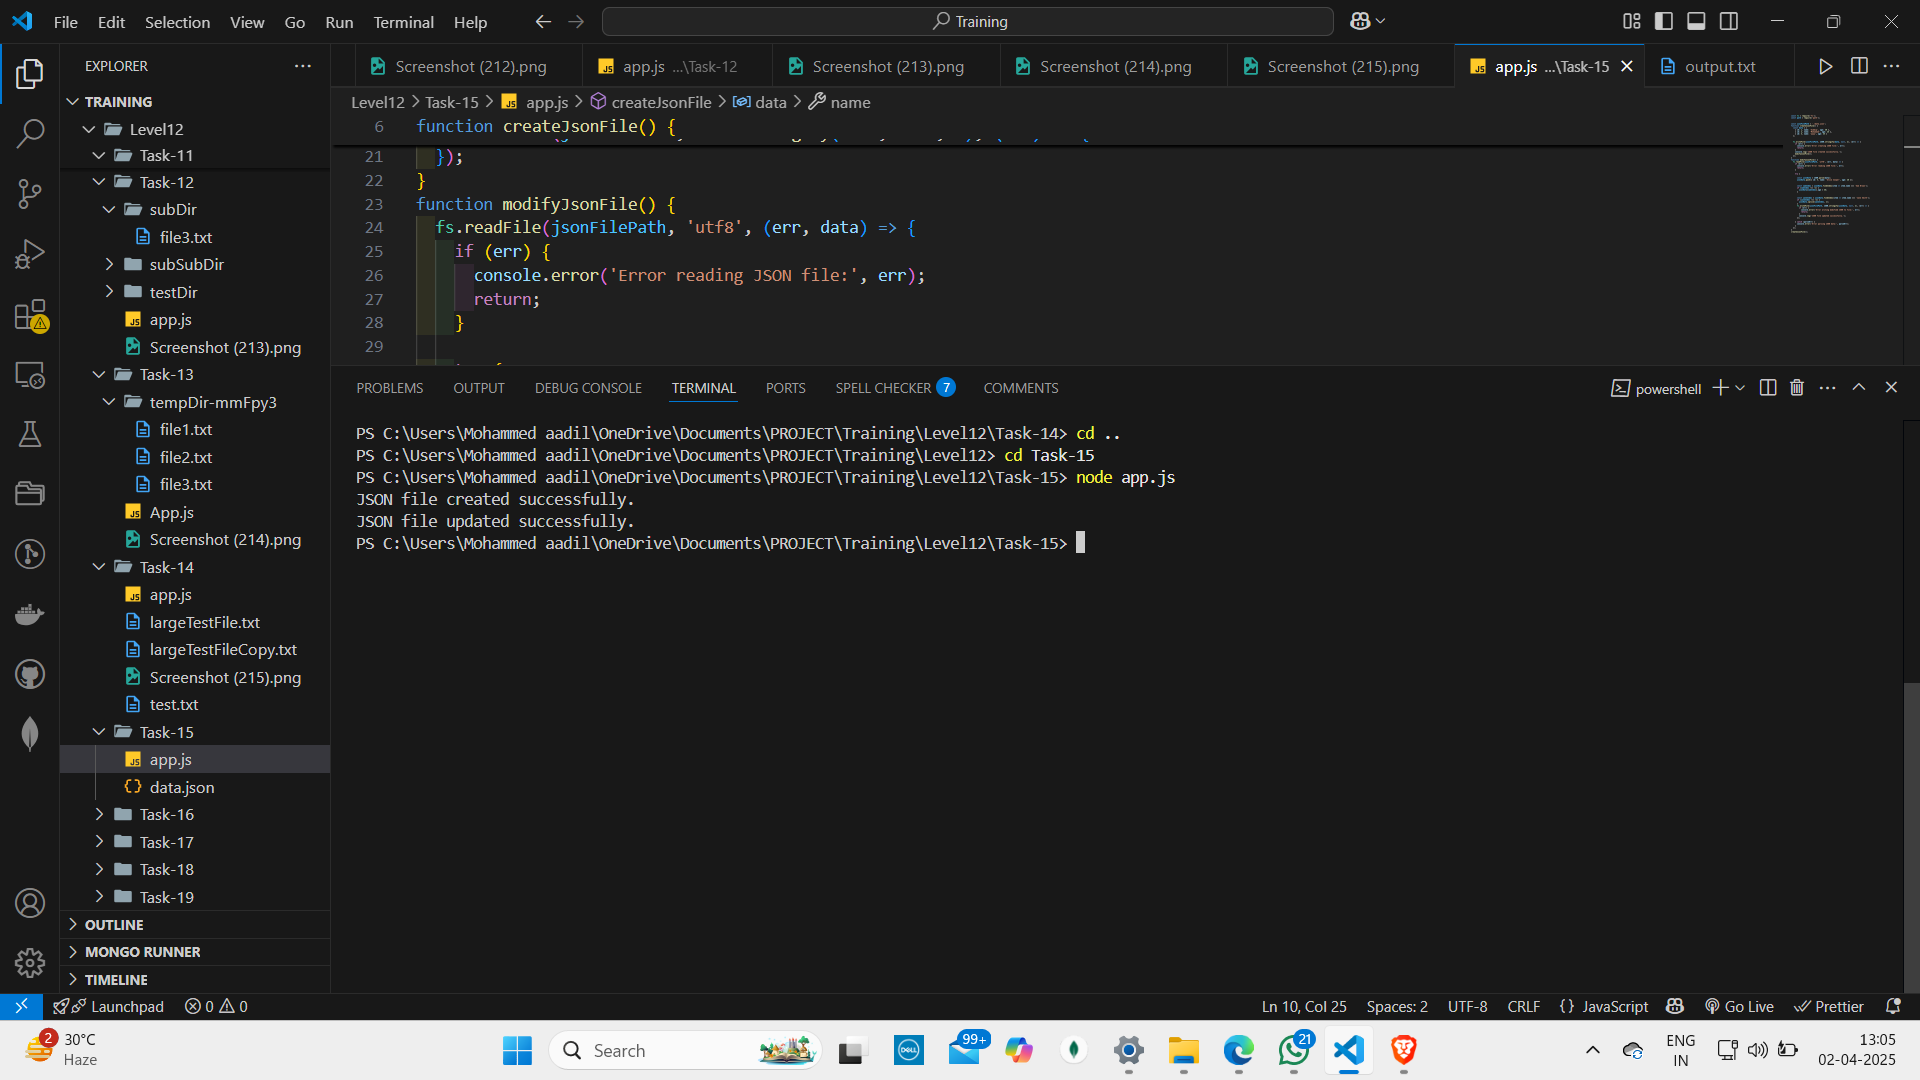 File Edit Selection View Go Run Terminal Help
Training
EXPLORER
TRAINING
Level12
Task-11
Task-12
subDir
file3.txt
subSubDir
testDir
app.js
Screenshot (213).png
Task-13
tempDir-mmFpy3
file1.txt
file2.txt
file3.txt
App.js
Screenshot (214).png
Task-14
app.js
largeTestFile.txt
largeTestFileCopy.txt
Screenshot (215).png
test.txt
Task-15
app.js
data.json
Task-16
Task-17
Task-18
Task-19
OUTLINE
MONGO RUNNER
TIMELINE
Screenshot (212).png app.js ...\Task-12 Screenshot (213).png Screenshot (214).png Screenshot (215).png app.js ...\Task-15 output.txt
Level12 > Task-15 > JS app.js > createJsonFile > data > name
6 function createJsonFile() {
21 });
22 }
23 function modifyJsonFile() {
24 fs.readFile(jsonFilePath, 'utf8', (err, data) => {
25 if (err) {
26 console.error('Error reading JSON file:', err);
27 return;
28 }
29
PROBLEMS OUTPUT DEBUG CONSOLE TERMINAL PORTS SPELL CHECKER 7 COMMENTS
powershell
PS C:\Users\Mohammed aadil\OneDrive\Documents\PROJECT\Training\Level12\Task-14> cd ..
PS C:\Users\Mohammed aadil\OneDrive\Documents\PROJECT\Training\Level12> cd Task-15
PS C:\Users\Mohammed aadil\OneDrive\Documents\PROJECT\Training\Level12\Task-15> node app.js
JSON file created successfully.
JSON file updated successfully.
PS C:\Users\Mohammed aadil\OneDrive\Documents\PROJECT\Training\Level12\Task-15>
Launchpad 0 0
Ln 10, Col 25 Spaces: 2 UTF-8 CRLF {} JavaScript Go Live Prettier
2
30°C
Haze
Search
DELL
99+
21
ENG
IN
13:05
02-04-2025